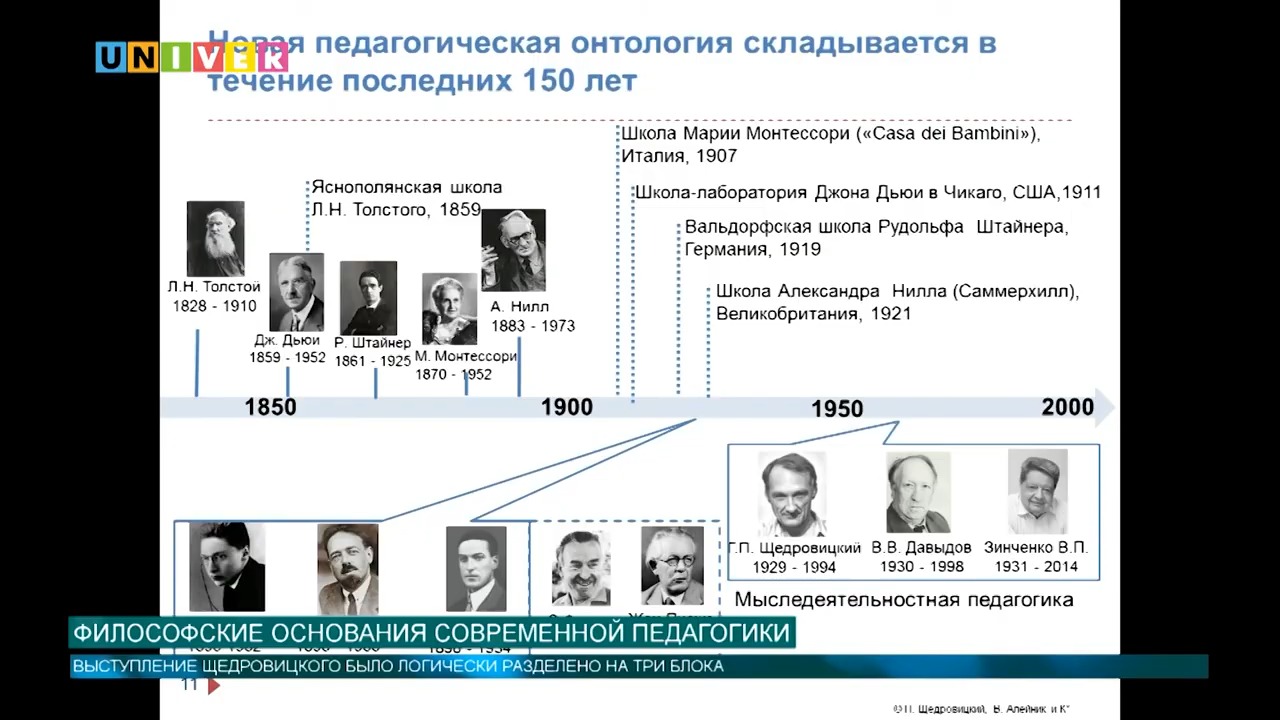 UNIVER
Новая педагогическая онтология складывается в
течение последних 150 лет
Школа Марии Монтессори («Casa dei Bambini»),
Италия, 1907
Яснополянская школа
Л.Н. Толстого, 1859
Школа-лаборатория Джона Дьюи в Чикаго, США,1911
Вальдорфская школа Рудольфа Штайнера,
Германия, 1919
Школа Александра Нилла (Саммерхилл),
Великобритания, 1921
Л.Н. Толстой
1828 - 1910
Дж. Дьюи
1859 - 1952
Р. Штайнер
1861 - 1925
М. Монтессори
1870 - 1952
А. Нилл
1883 - 1973
1850
1900
1950
2000
Г.П. Щедровицкий
1929 - 1994
В.В. Давыдов
1930 - 1998
Зинченко В.П.
1931 - 2014
Мыследеятельностная педагогика
ФИЛОСОФСКИЕ ОСНОВАНИЯ СОВРЕМЕННОЙ ПЕДАГОГИКИ
ВЫСТУПЛЕНИЕ ЩЕДРОВИЦКОГО БЫЛО ЛОГИЧЕСКИ РАЗДЕЛЕНО НА ТРИ БЛОКА
11
© П. Щедровицкий, В. Алейник и К°